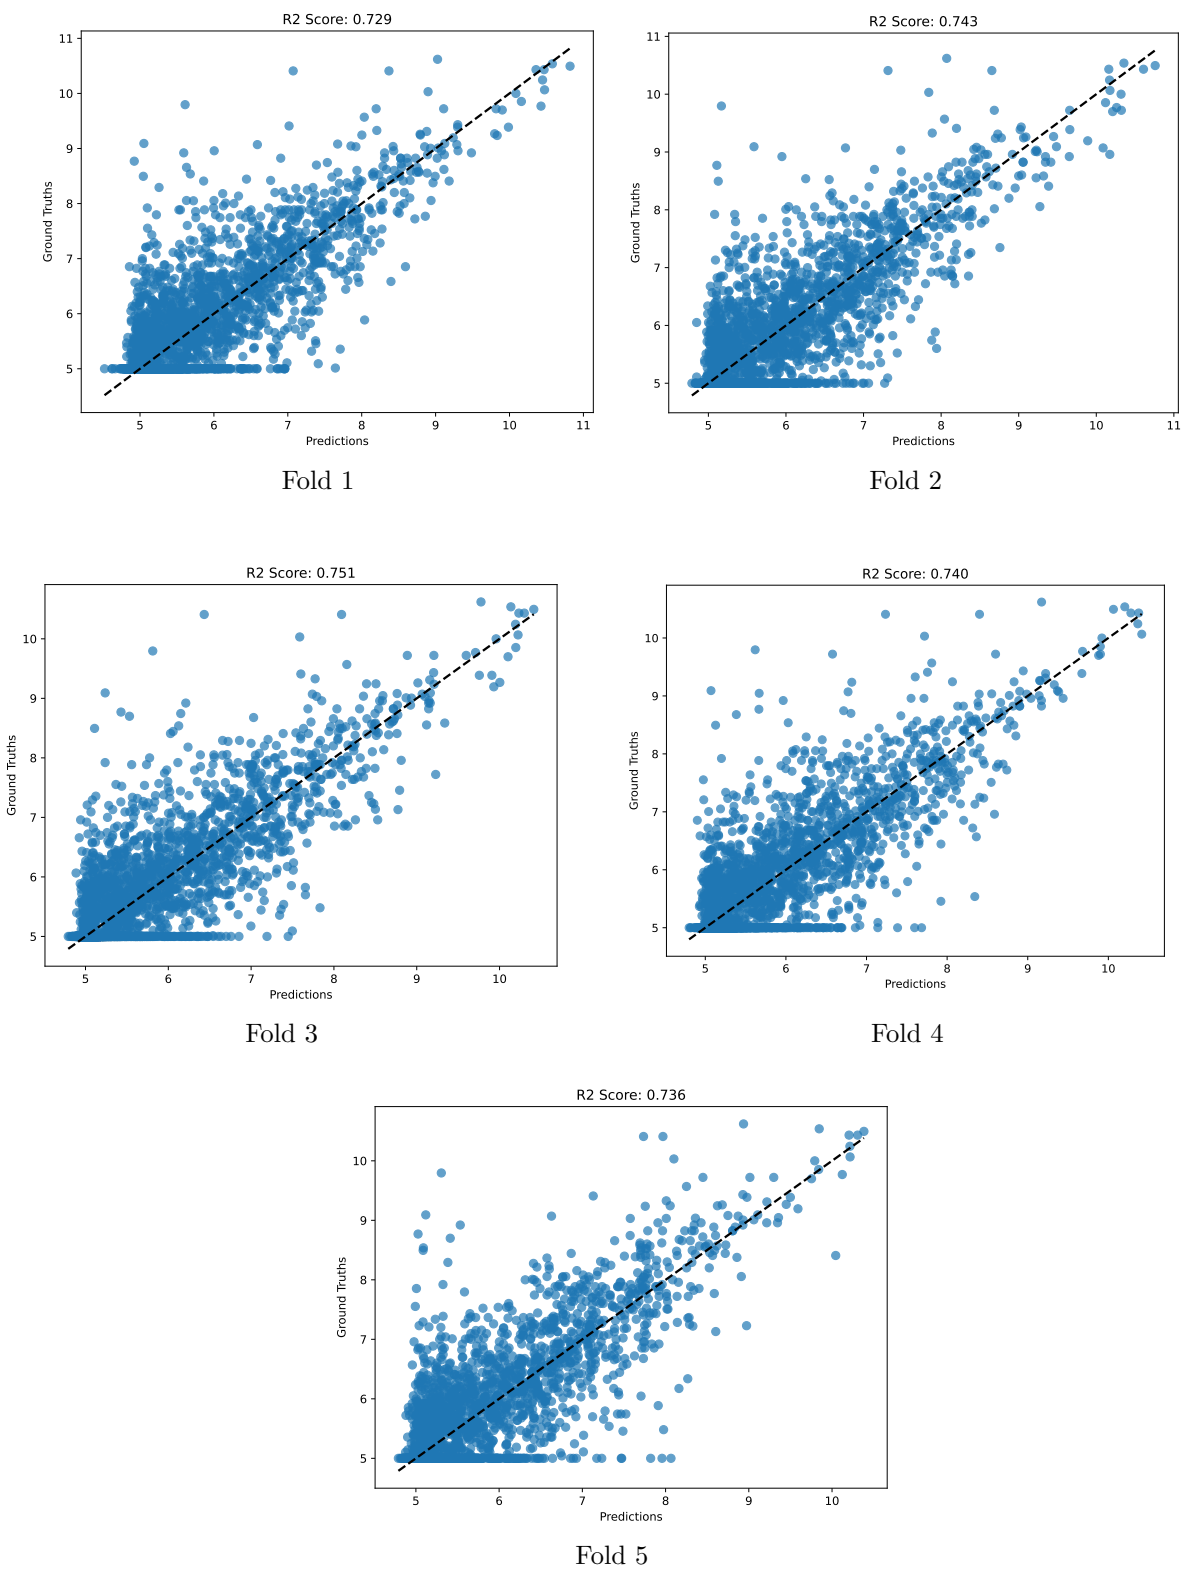 R2 Score: 0.729
11
10
9
8
7
6
5
Ground Truths
5 6 7 8 9 10 11
Predictions
Fold 1
R2 Score: 0.743
11
10
9
8
7
6
5
Ground Truths
5 6 7 8 9 10 11
Predictions
Fold 2
R2 Score: 0.751
10
9
8
7
6
5
Ground Truths
5 6 7 8 9 10
Predictions
Fold 3
R2 Score: 0.740
10
9
8
7
6
5
Ground Truths
5 6 7 8 9 10
Predictions
Fold 4
R2 Score: 0.736
10
9
8
7
6
5
Ground Truths
5 6 7 8 9 10
Predictions
Fold 5